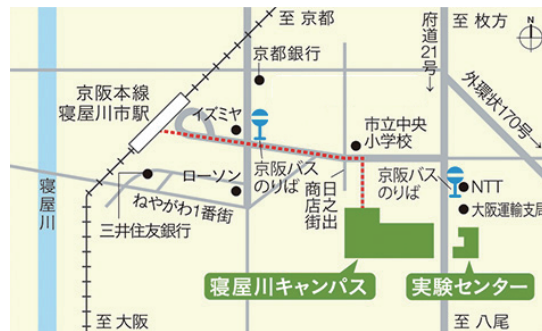 至 京都
府道21号→
至 枚方
N
京都銀行
外環状170号→
京阪本線
寝屋川市駅
イズミヤ
市立中央
小学校
京阪バス
のりば
京阪バス
のりば
NTT
大阪運輸支局
ローソン
日之出
商店街
ねやがわ1番街
三井住友銀行
寝屋川
寝屋川キャンパス
実験センター
至 大阪
至 八尾